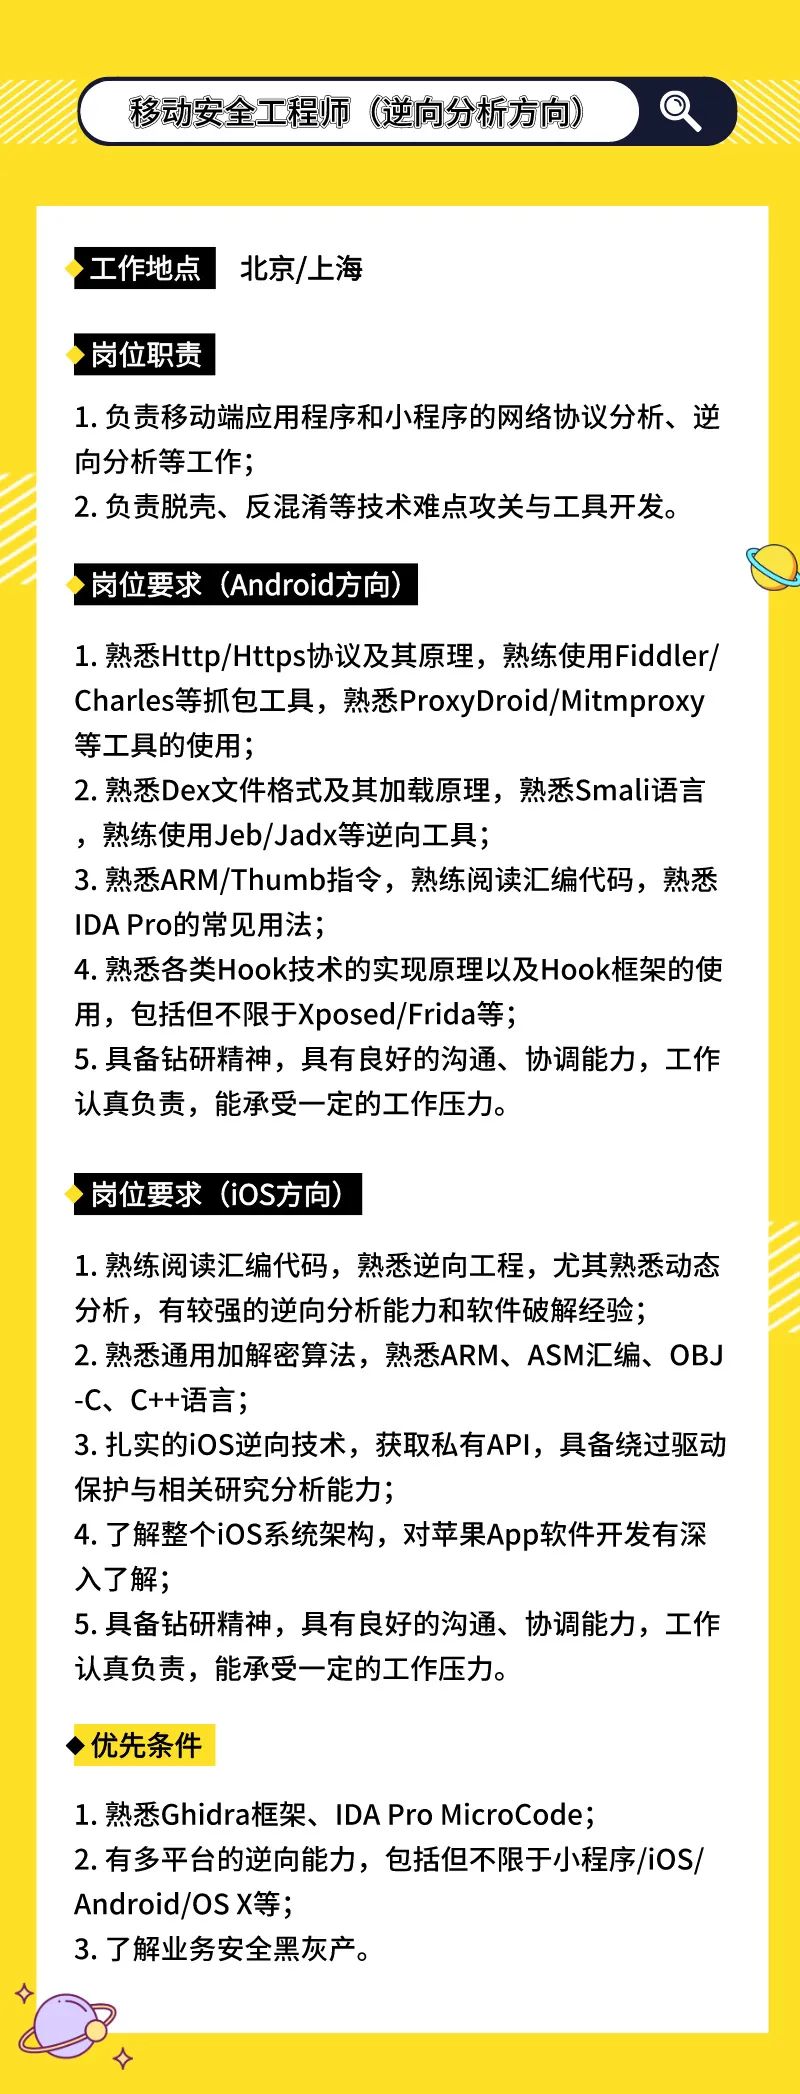 移动安全工程师（逆向分析方向）
工作地点 北京/上海
岗位职责
1. 负责移动端应用程序和小程序的网络协议分析、逆
向分析等工作；
2. 负责脱壳、反混淆等技术难点攻关与工具开发。
岗位要求（Android方向）
1. 熟悉Http/Https协议及其原理，熟练使用Fiddler/
Charles等抓包工具，熟悉ProxyDroid/Mitmproxy
等工具的使用；
2. 熟悉Dex文件格式及其加载原理，熟悉Smali语言
，熟练使用Jeb/Jadx等逆向工具；
3. 熟悉ARM/Thumb指令，熟练阅读汇编代码，熟悉
IDA Pro的常见用法；
4. 熟悉各类Hook技术的实现原理以及Hook框架的使
用，包括但不限于Xposed/Frida等；
5. 具备钻研精神，具有良好的沟通、协调能力，工作
认真负责，能承受一定的工作压力。
岗位要求（iOS方向）
1. 熟练阅读汇编代码，熟悉逆向工程，尤其熟悉动态
分析，有较强的逆向分析能力和软件破解经验；
2. 熟悉通用加解密算法，熟悉ARM、ASM汇编、OBJ
-C、C++语言；
3. 扎实的iOS逆向技术，获取私有API，具备绕过驱动
保护与相关研究分析能力；
4. 了解整个iOS系统架构，对苹果App软件开发有深
入了解；
5. 具备钻研精神，具有良好的沟通、协调能力，工作
认真负责，能承受一定的工作压力。
优先条件
1. 熟悉Ghidra框架、IDA Pro MicroCode；
2. 有多平台的逆向能力，包括但不限于小程序/iOS/
Android/OS X等；
3. 了解业务安全黑灰产。